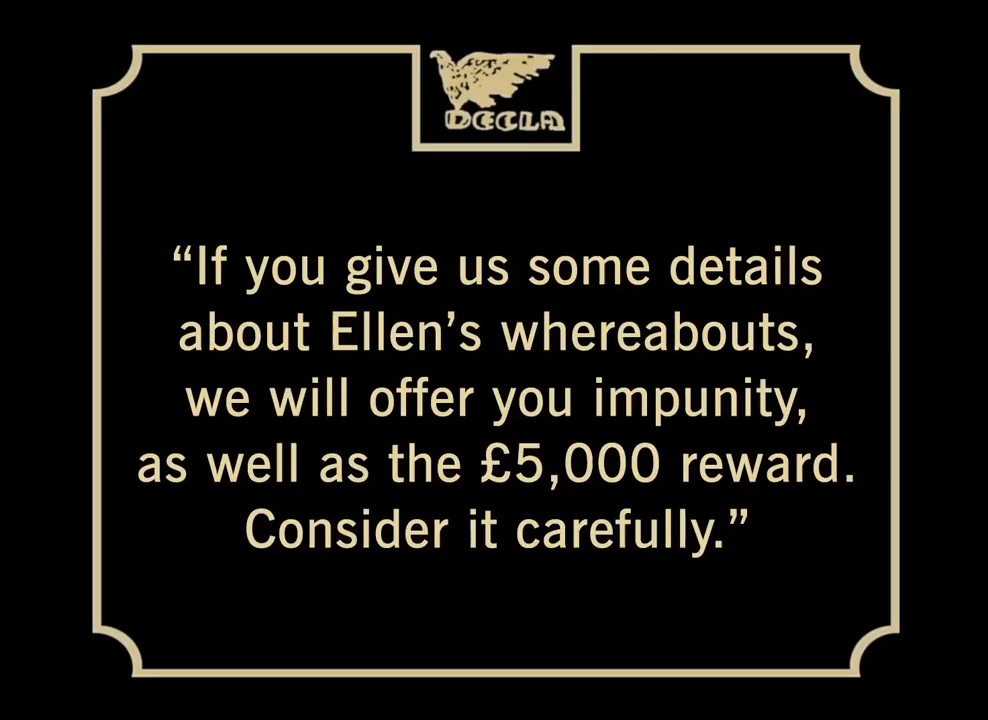 DECLA
“If you give us some details
about Ellen’s whereabouts,
we will offer you impunity,
as well as the £5,000 reward.
Consider it carefully.”